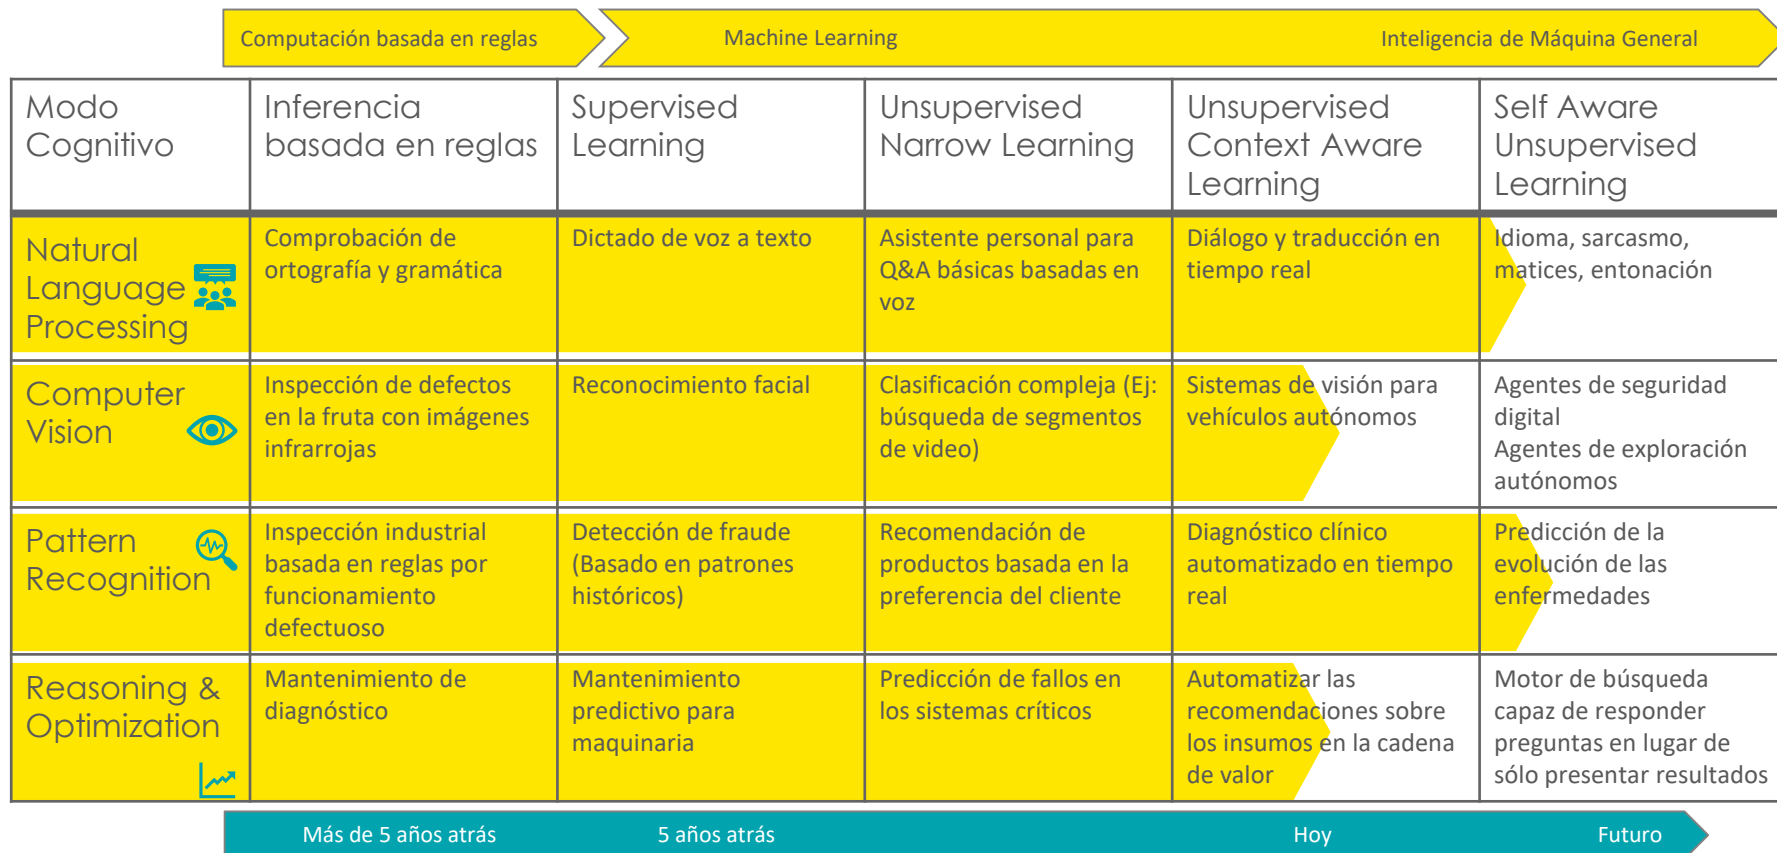 Computación basada en reglas
Machine Learning
Inteligencia de Máquina General
Modo
Cognitivo
Inferencia
basada en reglas
Supervised
Learning
Unsupervised
Narrow Learning
Unsupervised
Context Aware
Learning
Self Aware
Unsupervised
Learning
Natural
Language
Processing
Comprobación de
ortografía y gramática
Dictado de voz a texto
Asistente personal para
Q&A básicas basadas en
voz
Diálogo y traducción en
tiempo real
Idioma, sarcasmo,
matices, entonación
Computer
Vision
Inspección de defectos
en la fruta con imágenes
infrarrojas
Reconocimiento facial
Clasificación compleja (Ej:
búsqueda de segmentos
de video)
Sistemas de visión para
vehículos autónomos
Agentes de seguridad
digital
Agentes de exploración
autónomos
Pattern
Recognition
Inspección industrial
basada en reglas por
funcionamiento
defectuoso
Detección de fraude
(Basado en patrones
históricos)
Recomendación de
productos basada en la
preferencia del cliente
Diagnóstico clínico
automatizado en tiempo
real
Predicción de la
evolución de las
enfermedades
Reasoning &
Optimization
Mantenimiento de
diagnóstico
Mantenimiento
predictivo para
maquinaria
Predicción de fallos en
los sistemas críticos
Automatizar las
recomendaciones sobre
los insumos en la cadena
de valor
Motor de búsqueda
capaz de responder
preguntas en lugar de
sólo presentar resultados
Más de 5 años atrás
5 años atrás
Hoy
Futuro